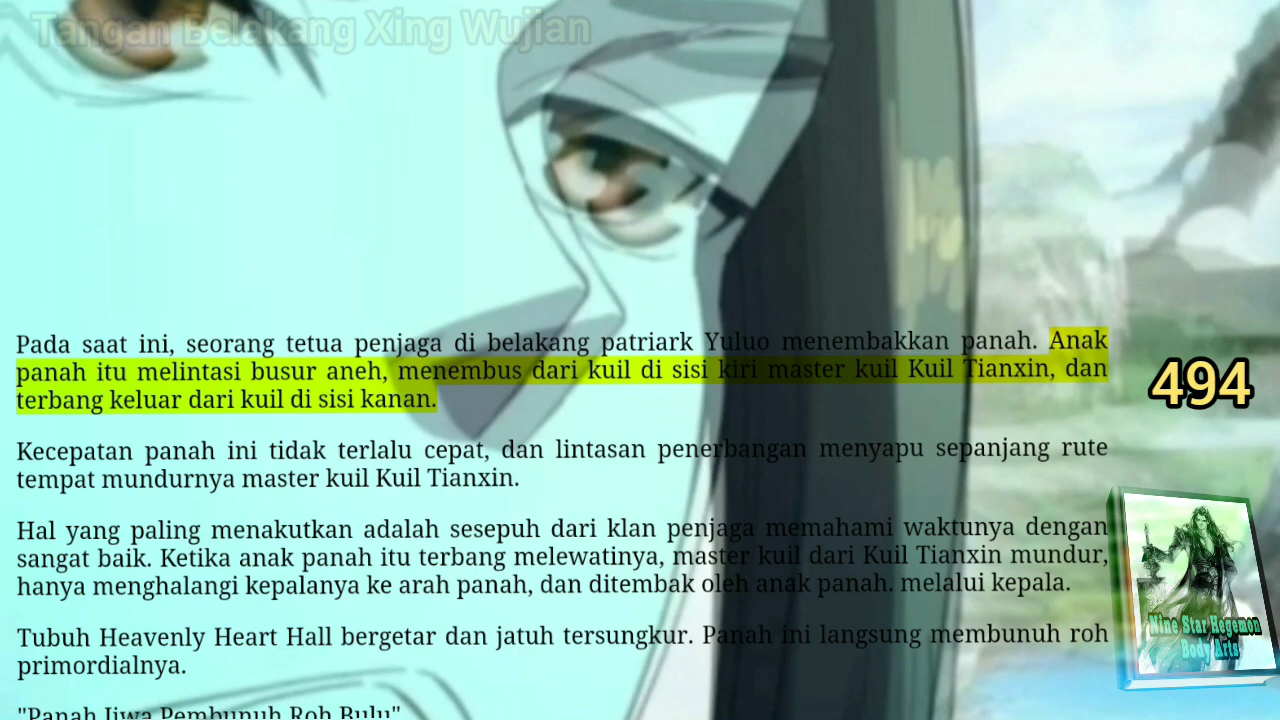 Tangan Belakang Xing Wujian
Pada saat ini, seorang tetua penjaga di belakang patriark Yuluo menembakkan panah. Anak
panah itu melintasi busur aneh, menembus dari kuil di sisi kiri master kuil Kuil Tianxin, dan
terbang keluar dari kuil di sisi kanan.
494
Kecepatan panah ini tidak terlalu cepat, dan lintasan penerbangan menyapu sepanjang rute
tempat mundurnya master kuil Kuil Tianxin.
Hal yang paling menakutkan adalah sesepuh dari klan penjaga memahami waktunya dengan
sangat baik. Ketika anak panah itu terbang melewatinya, master kuil dari Kuil Tianxin mundur,
hanya menghalangi kepalanya ke arah panah, dan ditembak oleh anak panah. melalui kepala.
Tubuh Heavenly Heart Hall bergetar dan jatuh tersungkur. Panah ini langsung membunuh roh
primordialnya.
"Panah Jiwa Pembunuh Roh Bulu"
Nine Star Hegemon
Body Arts